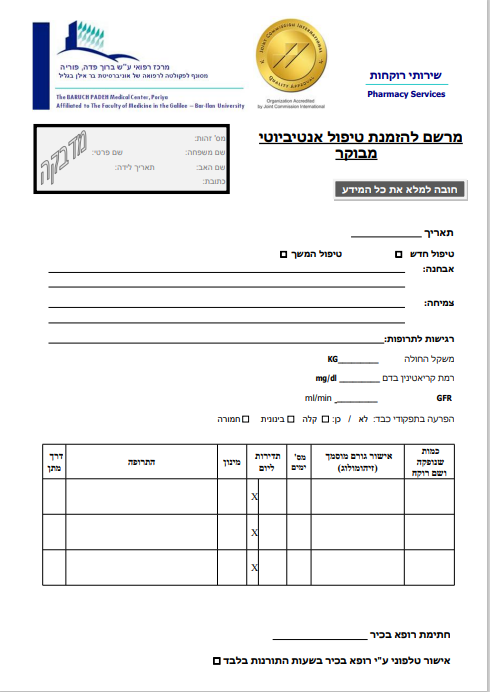 מרכז רפואי ע"ש ברוך פדה, פוריה
מסונף לפקולטה לרפואה של אוניברסיטת בר אילן בגליל
The BARUCH PADEH Medical Center, Poriya
Affiliated to The Faculty of Medicine in the Galilee – Bar-Ilan University
JOINT COMMISSION INTERNATIONAL
QUALITY APPROVAL
Organization Accredited
by Joint Commission International
שירותי רוקחות
Pharmacy Services
מדבקה
מס' זהות:
שם משפחה: שם פרטי:
שם האב: תאריך לידה:
כתובת:
מרשם להזמנת טיפול אנטיביוטי
מבוקר
חובה למלא את כל המידע
תאריך ____________
טיפול חדש טיפול המשך
אבחנה:
צמיחה:
רגישות לתרופות:
משקל החולה ________KG
רמת קריאטינין בדם ________ mg/dl
GFR ________ ml/min
הפרעה בתפקודי כבד: לא / כן: קלה בינונית חמורה
דרך מתן
התרופה
מינון
תדירות ליום
מס' ימים
אישור גורם מוסמך (זיהומולוג)
כמות שנופקה ושם רוקח
X
X
X
חתימת רופא בכיר ________________
אישור טלפוני ע"י רופא בכיר בשעות התורנות בלבד